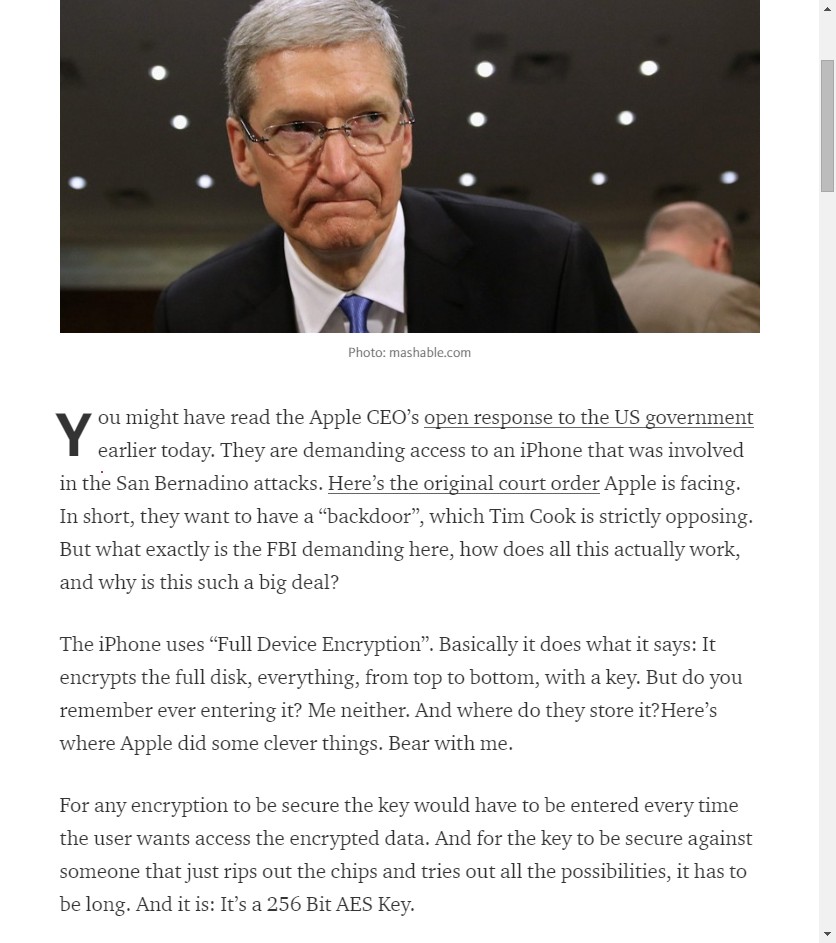 Photo: mashable.com
You might have read the Apple CEO’s open response to the US government
earlier today. They are demanding access to an iPhone that was involved
in the San Bernadino attacks. Here’s the original court order Apple is facing.
In short, they want to have a “backdoor”, which Tim Cook is strictly opposing.
But what exactly is the FBI demanding here, how does all this actually work,
and why is this such a big deal?
The iPhone uses “Full Device Encryption”. Basically it does what it says: It
encrypts the full disk, everything, from top to bottom, with a key. But do you
remember ever entering it? Me neither. And where do they store it?Here’s
where Apple did some clever things. Bear with me.
For any encryption to be secure the key would have to be entered every time
the user wants access the encrypted data. And for the key to be secure against
someone that just rips out the chips and tries out all the possibilities, it has to
be long. And it is: It’s a 256 Bit AES Key.